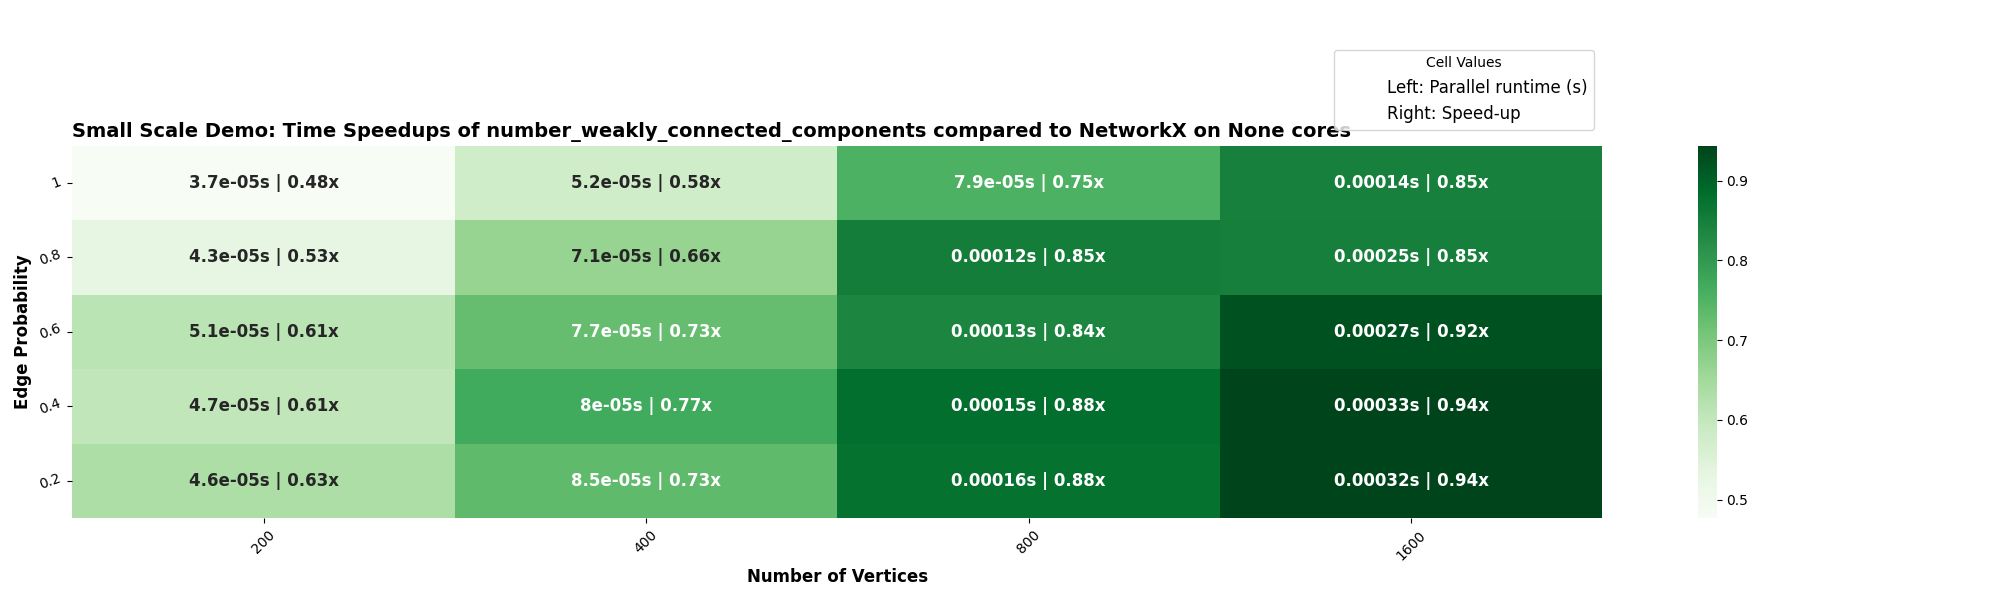 Cell Values
Left: Parallel runtime (s)
Right: Speed-up
Small Scale Demo: Time Speedups of number_weakly_connected_components compared to NetworkX on None cores
Edge Probability
1
3.7e-05s | 0.48x
5.2e-05s | 0.58x
7.9e-05s | 0.75x
0.00014s | 0.85x
0.8
4.3e-05s | 0.53x
7.1e-05s | 0.66x
0.00012s | 0.85x
0.00025s | 0.85x
0.6
5.1e-05s | 0.61x
7.7e-05s | 0.73x
0.00013s | 0.84x
0.00027s | 0.92x
0.4
4.7e-05s | 0.61x
8e-05s | 0.77x
0.00015s | 0.88x
0.00033s | 0.94x
0.2
4.6e-05s | 0.63x
8.5e-05s | 0.73x
0.00016s | 0.88x
0.00032s | 0.94x
200
400
800
1600
Number of Vertices
0.9
0.8
0.7
0.6
0.5